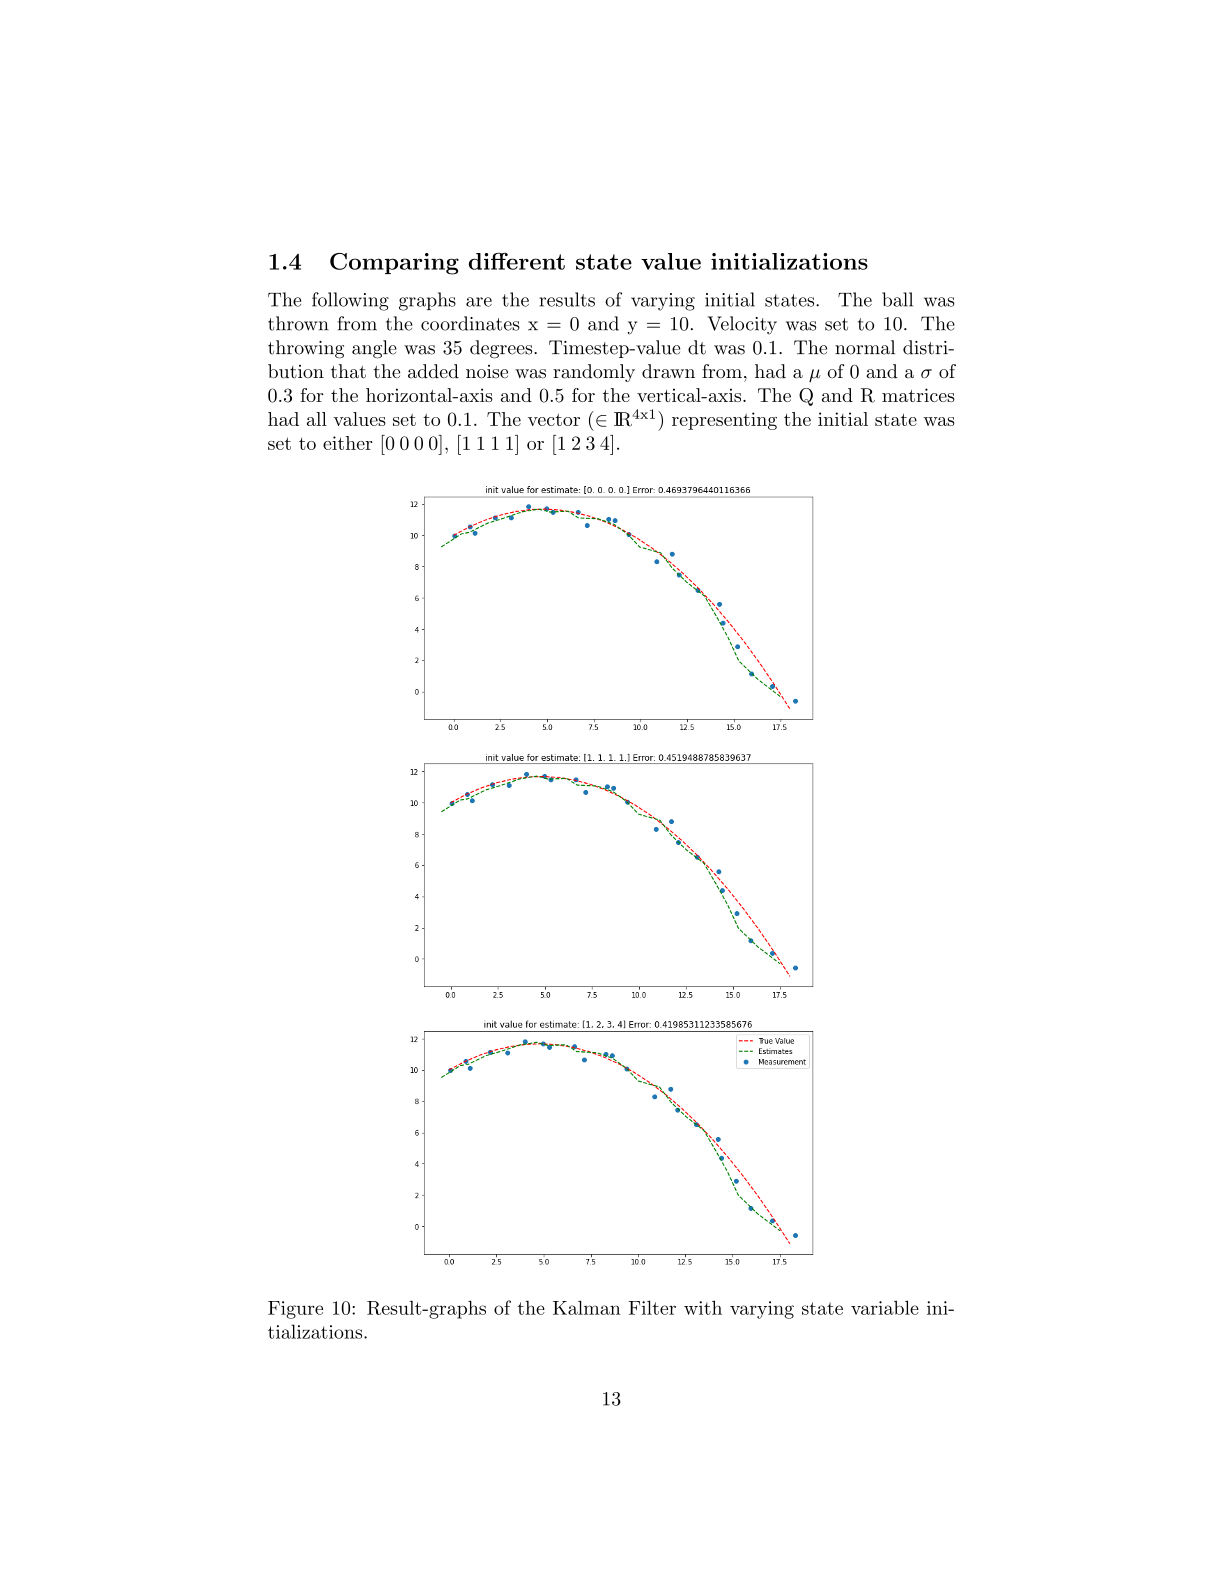 1.4 Comparing different state value initializations
The following graphs are the results of varying initial states. The ball was
thrown from the coordinates x = 0 and y = 10. Velocity was set to 10. The
throwing angle was 35 degrees. Timestep-value dt was 0.1. The normal distri-
bution that the added noise was randomly drawn from, had a μ of 0 and a σ of
0.3 for the horizontal-axis and 0.5 for the vertical-axis. The Q and R matrices
had all values set to 0.1. The vector (∈ ℝ⁴ˣ¹) representing the initial state was
set to either [0 0 0 0], [1 1 1 1] or [1 2 3 4].
init value for estimate: [0. 0. 0. 0.] Error: 0.4693796440116366
12
10
8
6
4
2
0
0.0 2.5 5.0 7.5 10.0 12.5 15.0 17.5
init value for estimate: [1. 1. 1. 1.] Error: 0.4519488785839637
12
10
8
6
4
2
0
0.0 2.5 5.0 7.5 10.0 12.5 15.0 17.5
init value for estimate: [1, 2, 3, 4] Error: 0.41985311233585676
True Value
Estimates
Measurement
12
10
8
6
4
2
0
0.0 2.5 5.0 7.5 10.0 12.5 15.0 17.5
Figure 10: Result-graphs of the Kalman Filter with varying state variable ini-
tializations.
13